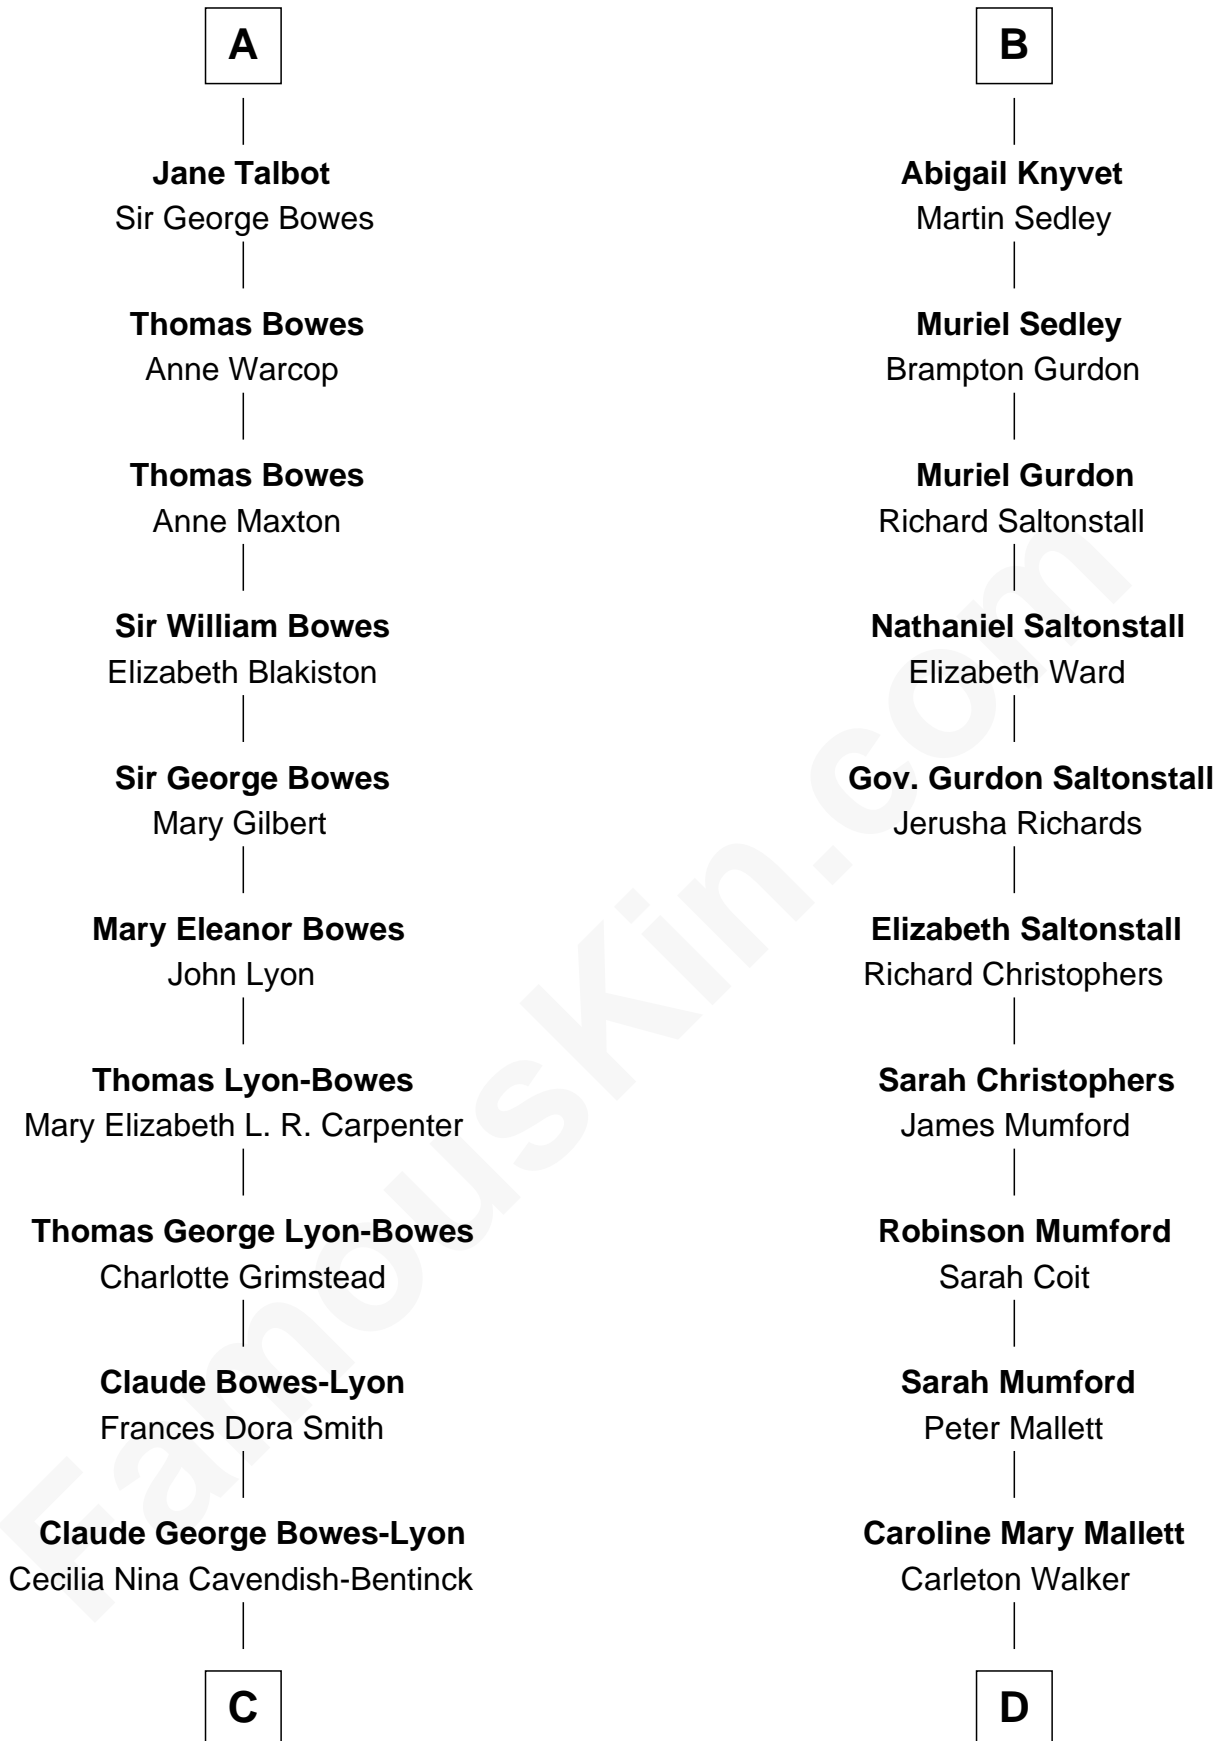 A
Jane Talbot
Sir George Bowes
Thomas Bowes
Anne Warcop
Thomas Bowes
Anne Maxton
Sir William Bowes
Elizabeth Blakiston
Sir George Bowes
Mary Gilbert
Mary Eleanor Bowes
John Lyon
Thomas Lyon-Bowes
Mary Elizabeth L. R. Carpenter
Thomas George Lyon-Bowes
Charlotte Grimstead
Claude Bowes-Lyon
Frances Dora Smith
Claude George Bowes-Lyon
Cecilia Nina Cavendish-Bentinck
C
B
Abigail Knyvet
Martin Sedley
Muriel Sedley
Brampton Gurdon
Muriel Gurdon
Richard Saltonstall
Nathaniel Saltonstall
Elizabeth Ward
Gov. Gurdon Saltonstall
Jerusha Richards
Elizabeth Saltonstall
Richard Christophers
Sarah Christophers
James Mumford
Robinson Mumford
Sarah Coit
Sarah Mumford
Peter Mallett
Caroline Mary Mallett
Carleton Walker
D
FamousKin.com